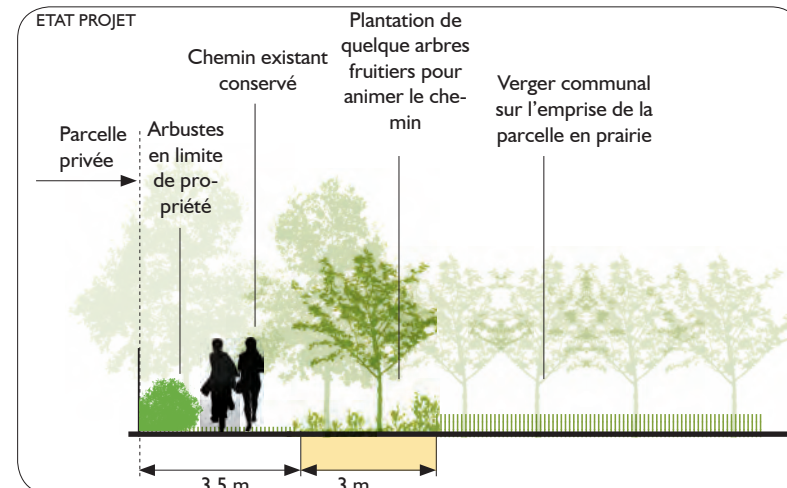 ETAT PROJET
Parcelle
privée
Arbustes
en limite
de pro-
priété
Chemin existant
conservé
Plantation de
quelque arbres
fruitiers pour
animer le che-
min
Verger communal
sur l’emprise de la
parcelle en prairie
3,5 m
3 m